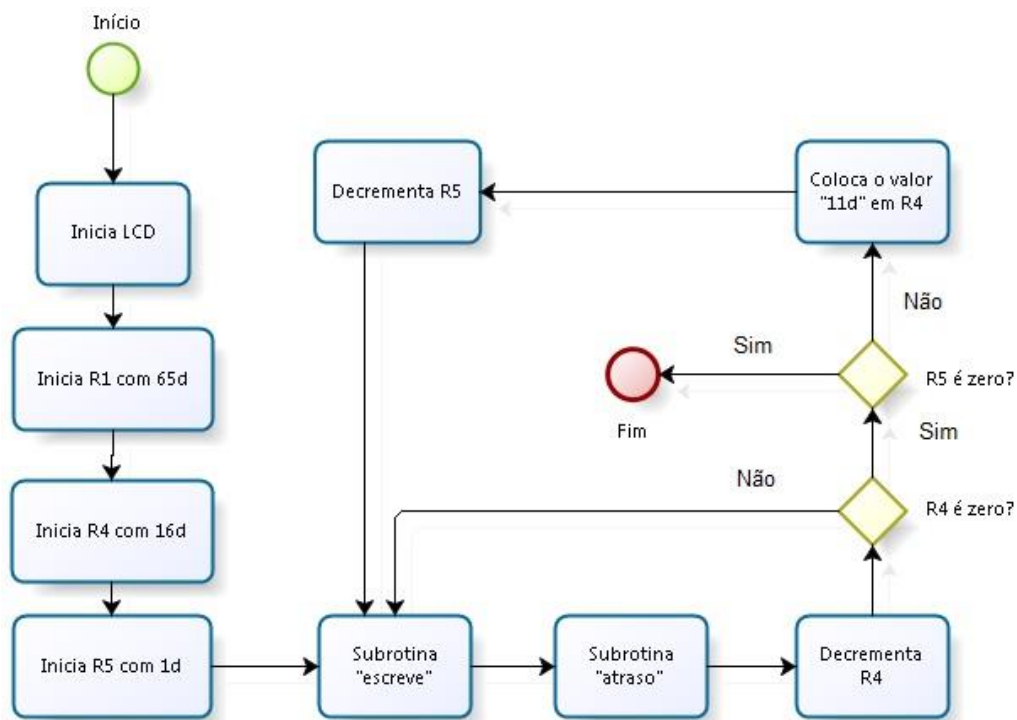 Início
Inicia LCD
Inicia R1 com 65d
Inicia R4 com 16d
Inicia R5 com 1d
Subrotina
"escreve"
Subrotina
"atraso"
Decrementa
R4
R4 é zero?
Não
Sim
R5 é zero?
Sim
Fim
Não
Coloca o valor
"11d" em R4
Decrementa R5